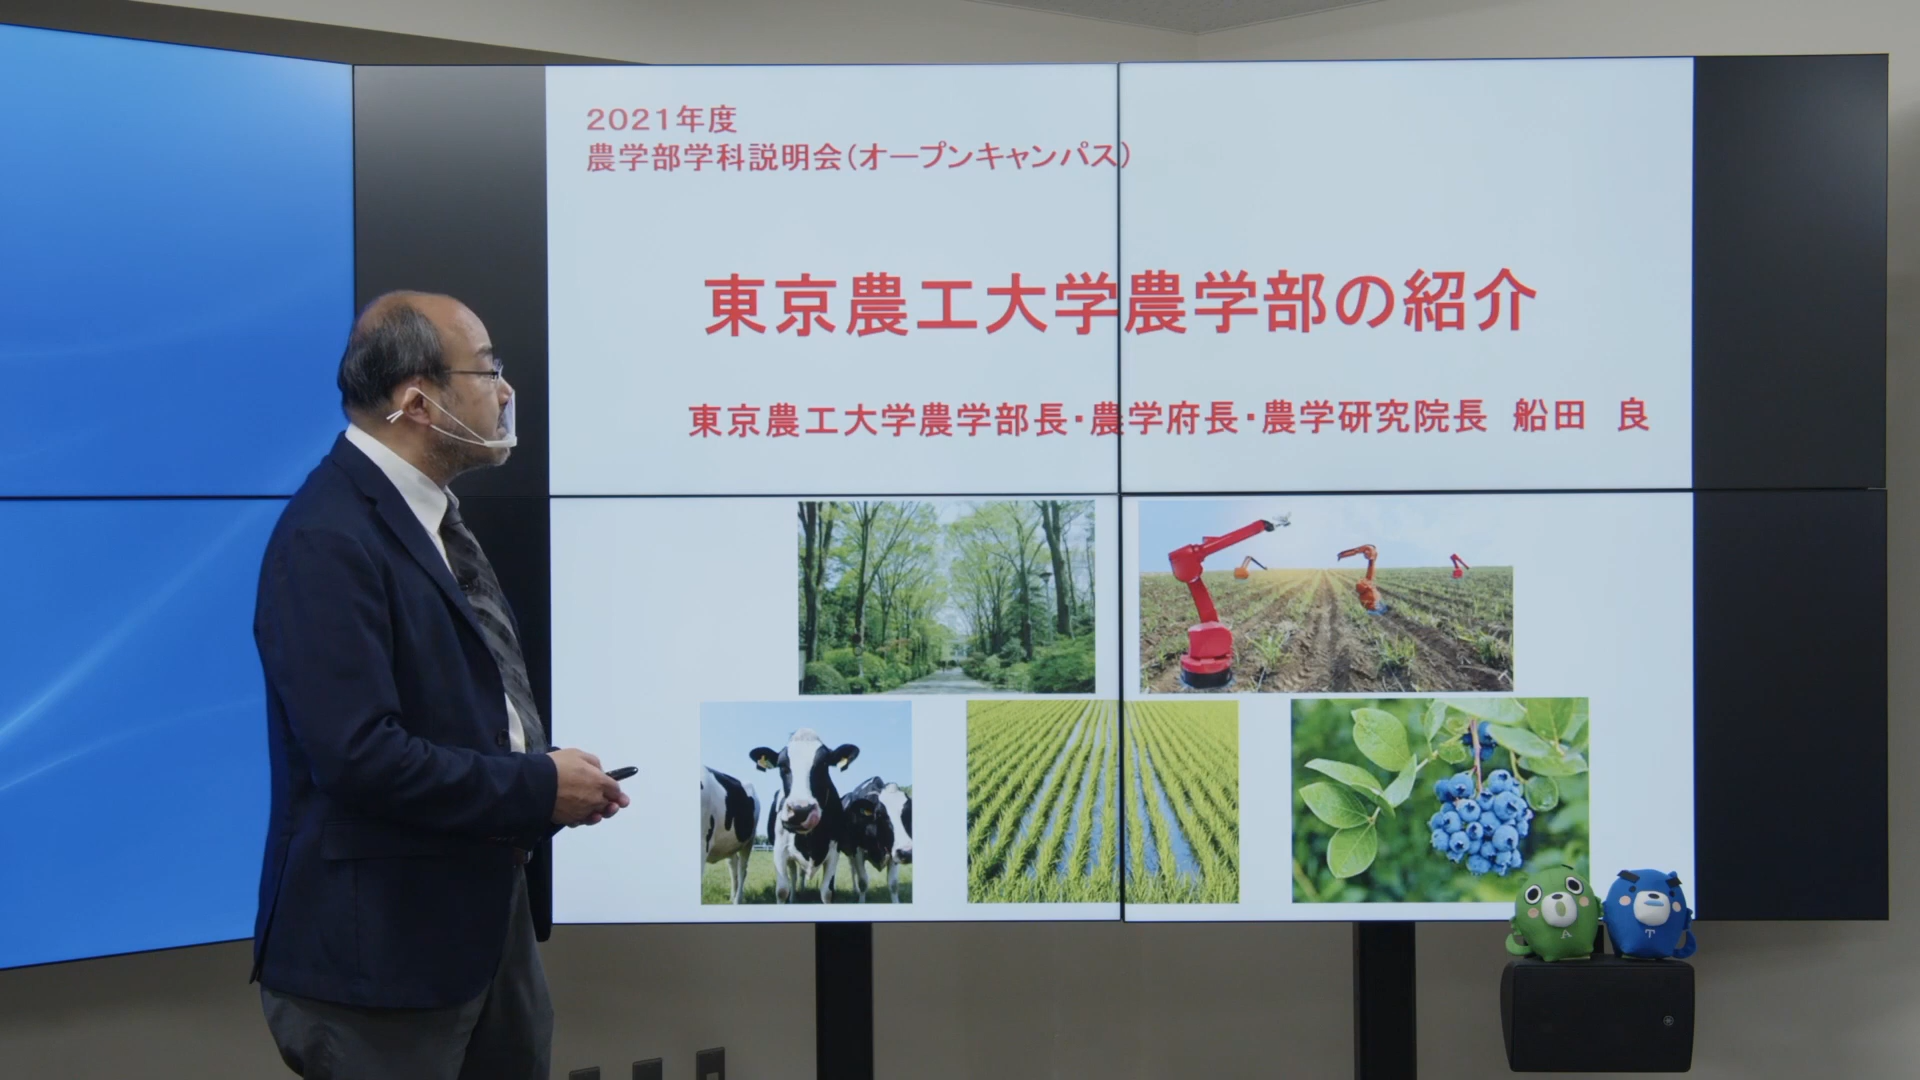 ２０２１年度
農学部学科説明会（オープンキャンパス）
東京農工大学農学部の紹介
東京農工大学農学部長・農学府長・農学研究院長　船田　良
A
T